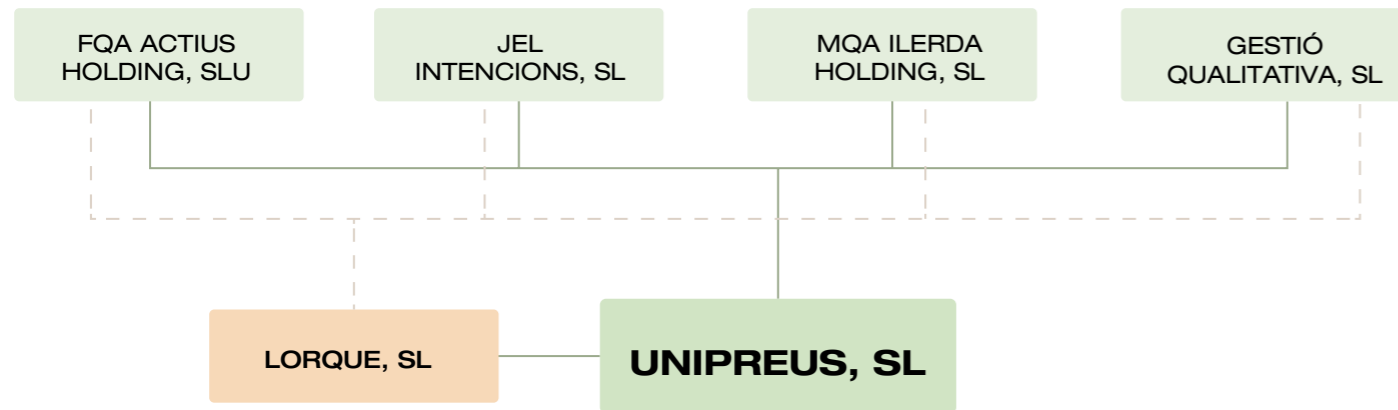 FQA ACTIUS
HOLDING, SLU
JEL
INTENCIONS, SL
MQA ILERDA
HOLDING, SL
GESTIÓ
QUALITATIVA, SL
LORQUE, SL
UNIPREUS, SL